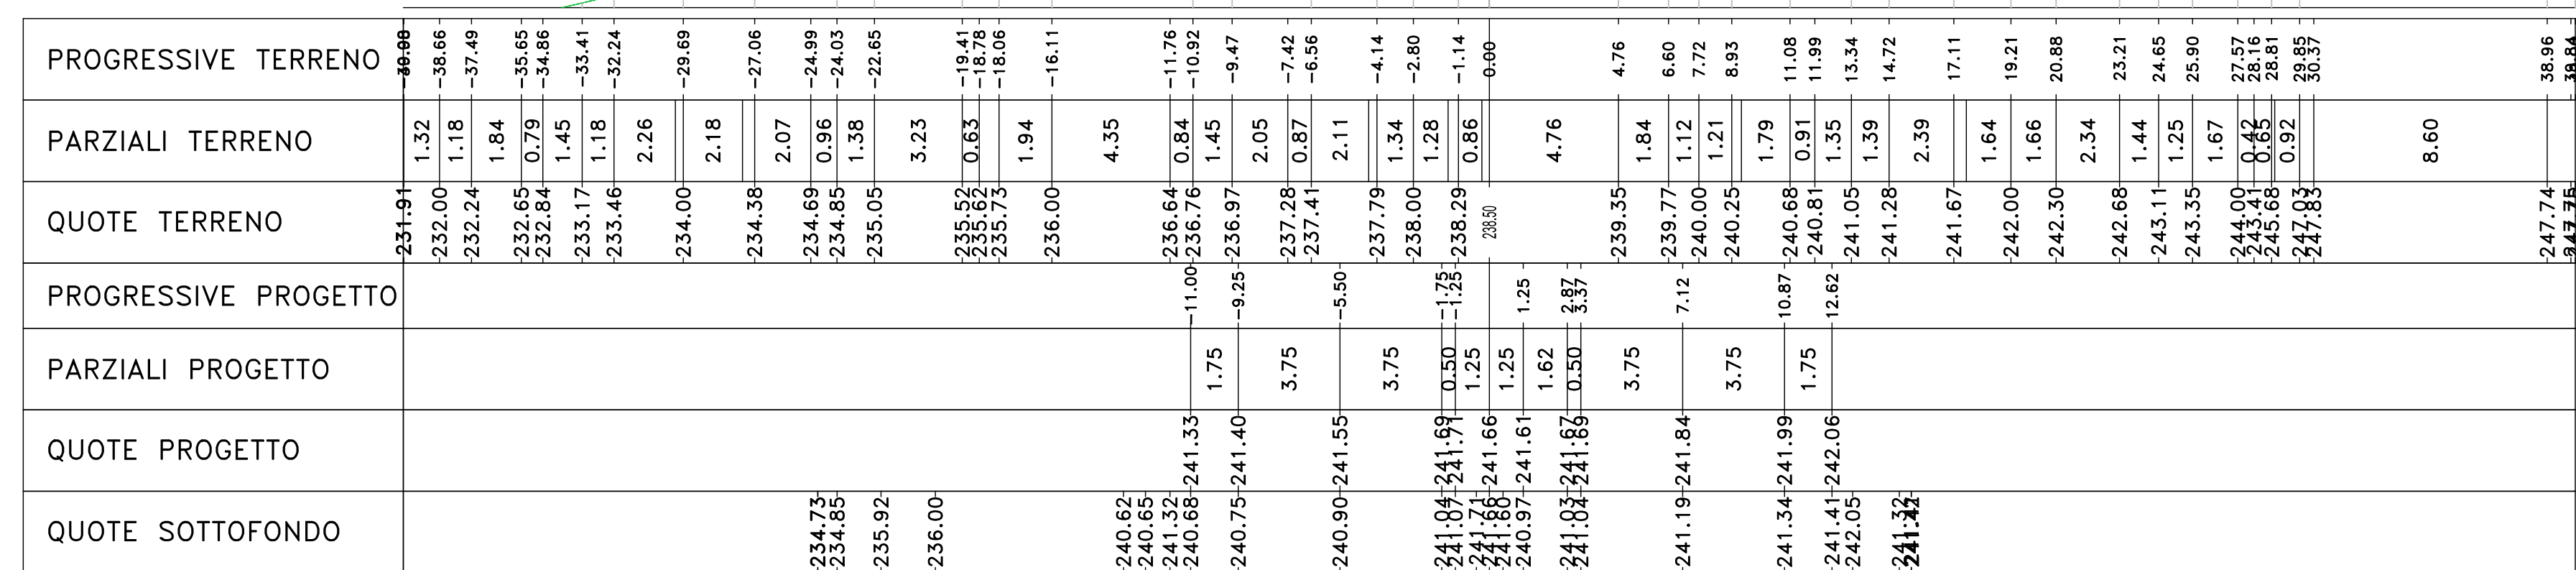 PROGRESSIVE TERRENO -38.66 -37.49 -35.65 -34.86 -33.41 -32.24 -29.69 -27.06 -24.99 -24.03 -22.65 -19.41 -18.78 -18.06 -16.11 -11.76 -10.92 -9.47 -7.42 -6.56 -4.14 -2.80 -1.14 0.00 4.76 6.60 7.72 8.93 11.08 11.99 13.34 14.72 17.11 19.21 20.88 23.21 24.65 25.90 27.57 28.16 28.81 29.85 30.37 38.96
PARZIALI TERRENO 1.32 1.18 1.84 0.79 1.45 1.18 2.26 2.18 2.07 0.96 1.38 3.23 0.63 1.94 4.35 0.84 1.45 2.05 0.87 2.11 1.34 1.28 0.86 4.76 1.84 1.12 1.21 1.79 0.91 1.35 1.39 2.39 1.64 1.66 2.34 1.44 1.25 1.67 0.42 0.65 0.92 8.60
QUOTE TERRENO 231.91 232.00 232.24 232.65 232.84 233.17 233.46 234.00 234.38 234.69 234.85 235.05 235.52 235.62 235.73 236.00 236.64 236.76 236.97 237.28 237.41 237.79 238.00 238.29 238.50 239.35 239.77 240.00 240.25 240.68 240.81 241.05 241.28 241.67 242.00 242.30 242.68 243.11 243.35 244.00 243.41 245.68 247.03 247.83 247.74
PROGRESSIVE PROGETTO -11.00 -9.25 -5.50 -1.75 -1.25 1.25 2.87 3.37 7.12 10.87 12.62
PARZIALI PROGETTO 1.75 3.75 3.75 0.50 1.25 1.25 1.62 0.50 3.75 3.75 1.75
QUOTE PROGETTO 241.33 241.40 241.55 241.69 241.71 241.66 241.61 241.67 241.69 241.84 241.99 242.06
QUOTE SOTTOFONDO 234.73 234.85 235.92 236.00 240.62 240.65 241.32 240.68 240.75 240.90 241.04 241.07 241.71 241.66 241.60 240.97 241.03 241.04 241.19 241.34 241.41 242.05 241.32